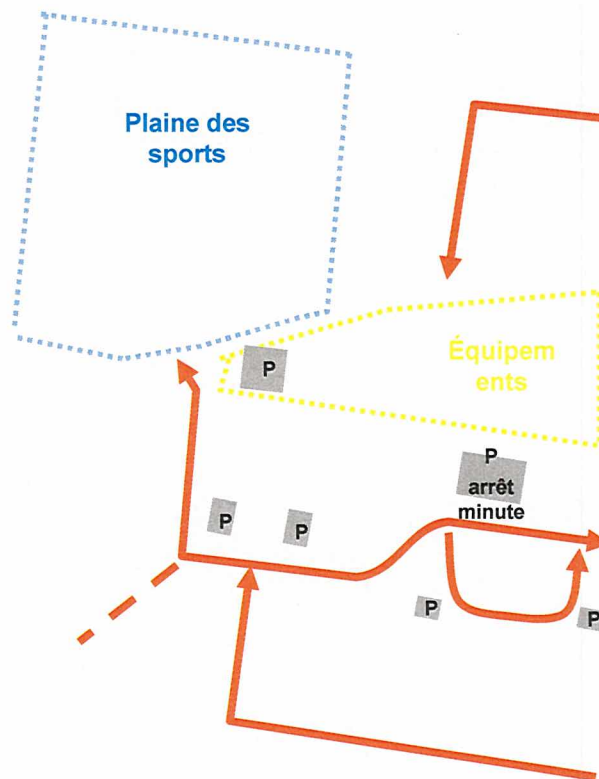 Plaine des
sports
Équipem
ents
P
P
arrêt
minute
P
P
P
P